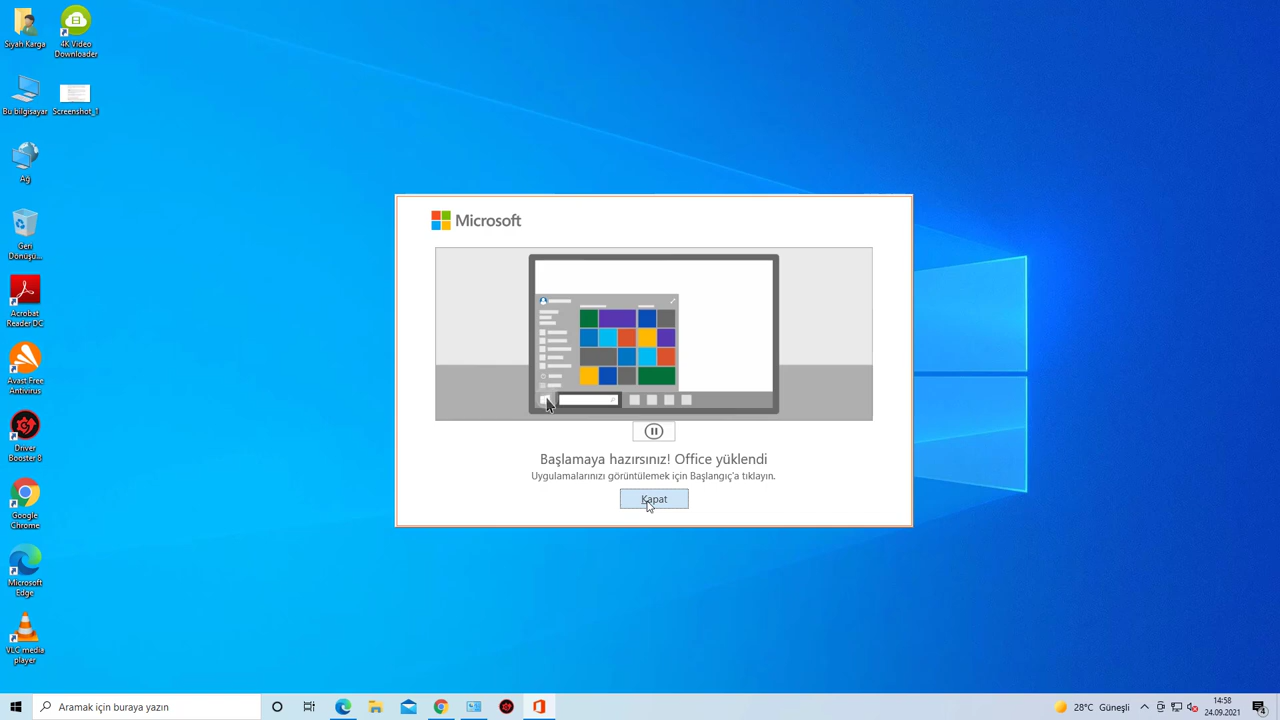 Siyah Karga
4K Video
Downloader
Bu bilgisayar
Screenshot_1
Ağ
Geri
Dönüşü...
Acrobat
Reader DC
Avast Free
Antivirus
Driver
Booster 8
Google
Chrome
Microsoft
Edge
VLC media
player
Microsoft
Başlamaya hazırsınız! Office yüklendi
Uygulamalarınızı görüntülemek için Başlangıç'a tıklayın.
Kapat
Aramak için buraya yazın
28°C Güneşli
14:58
24.09.2021
4